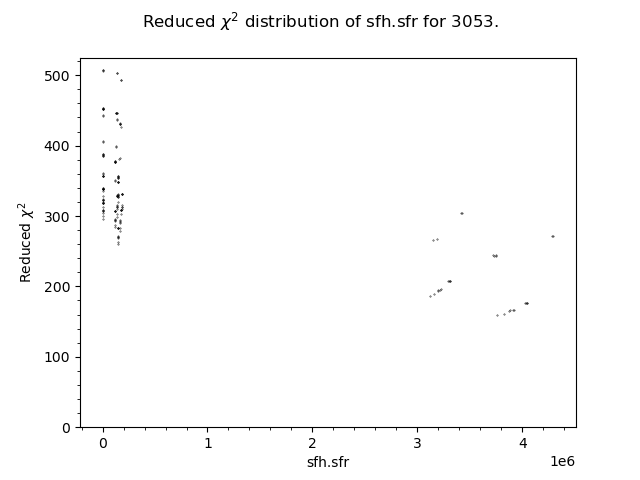 Reduced χ² distribution of sfh.sfr for 3053.
Reduced χ²
500
400
300
200
100
0
0 1 2 3 4
1e6
sfh.sfr